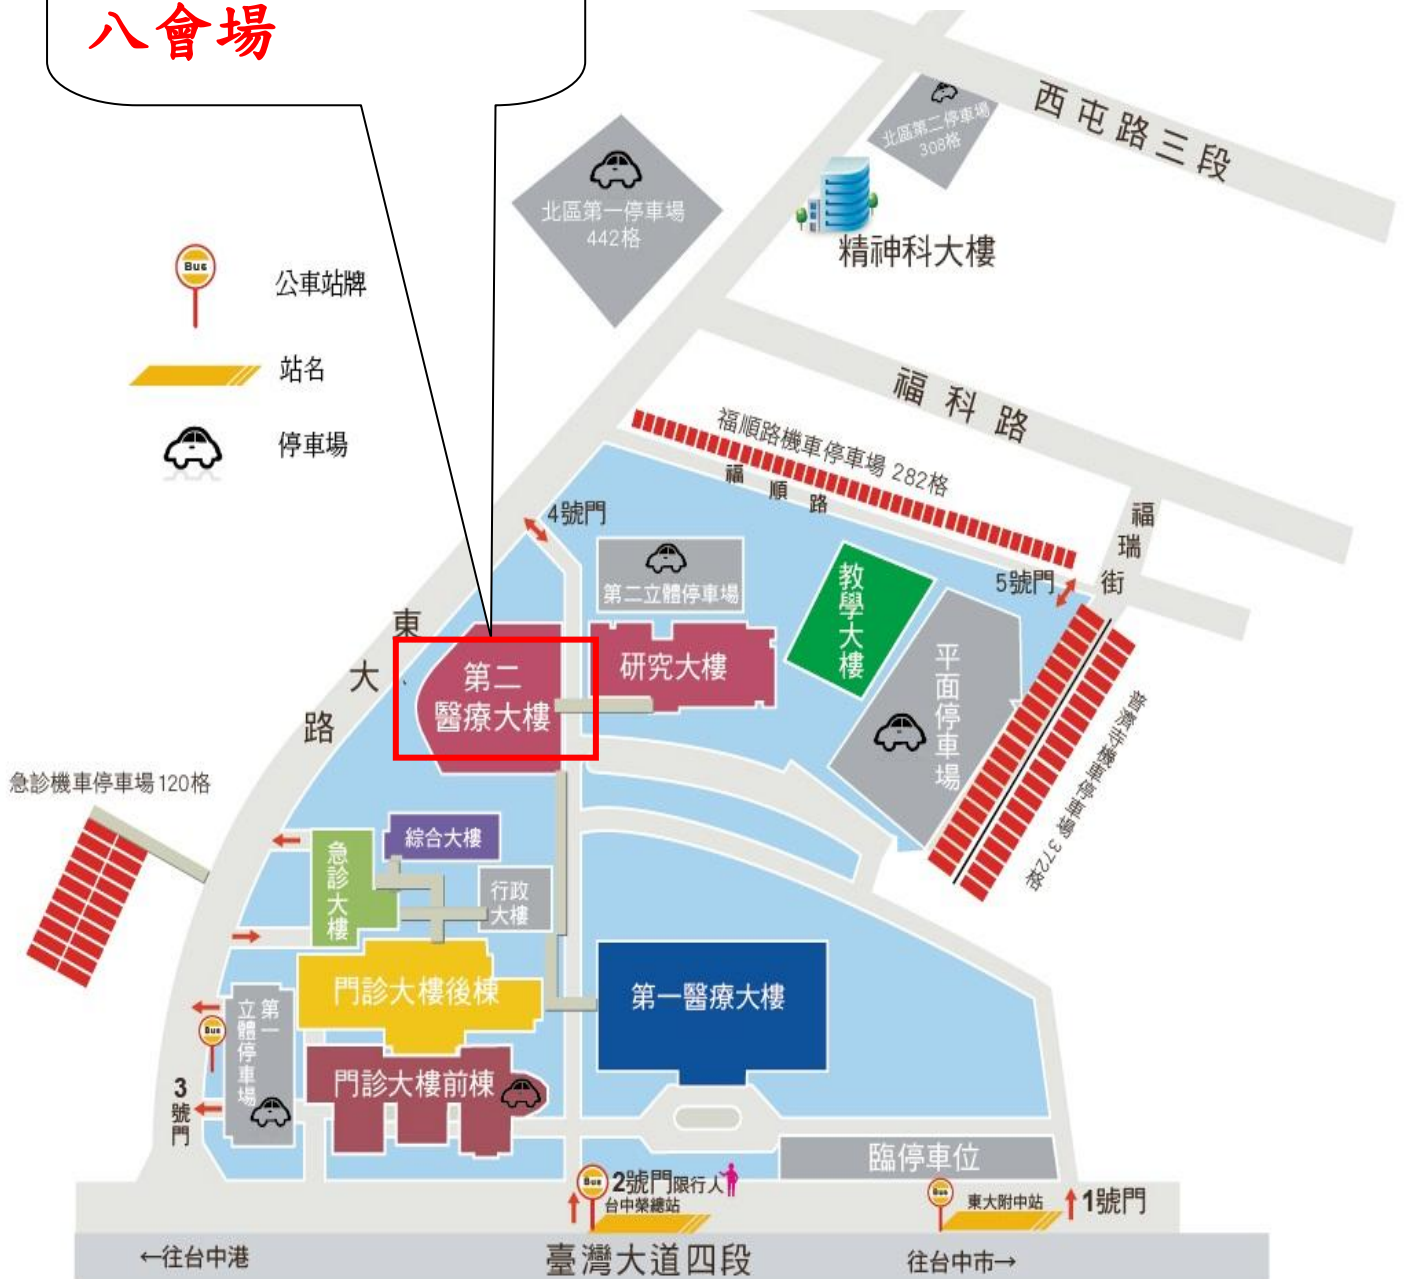 八會場
西屯路三段
北區第二停車場
308格
北區第一停車場
442格
精神科大樓
Bus
公車站牌
站名
停車場
福科路
福順路機車停車場 282格
福順路
福瑞街
4號門
5號門
第二立體停車場
教學大樓
研究大樓
平面停車場
東大路
第二
醫療大樓
普濟寺機車停車場 372格
急診機車停車場120格
綜合大樓
急診大樓
行政
大樓
門診大樓後棟
第一醫療大樓
第一
立體停車場
Bus
門診大樓前棟
3號門
臨停車位
Bus
2號門限行人
台中榮總站
Bus
東大附中站
1號門
←往台中港
臺灣大道四段
往台中市→